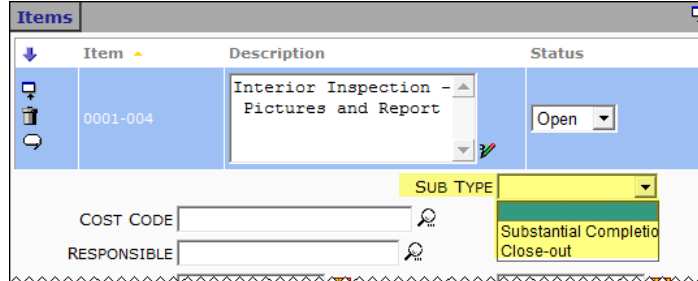 Items
Item Description Status
0001-004
Interior Inspection -
Pictures and Report
Open
SUB TYPE
COST CODE
Substantial Completio
RESPONSIBLE
Close-out